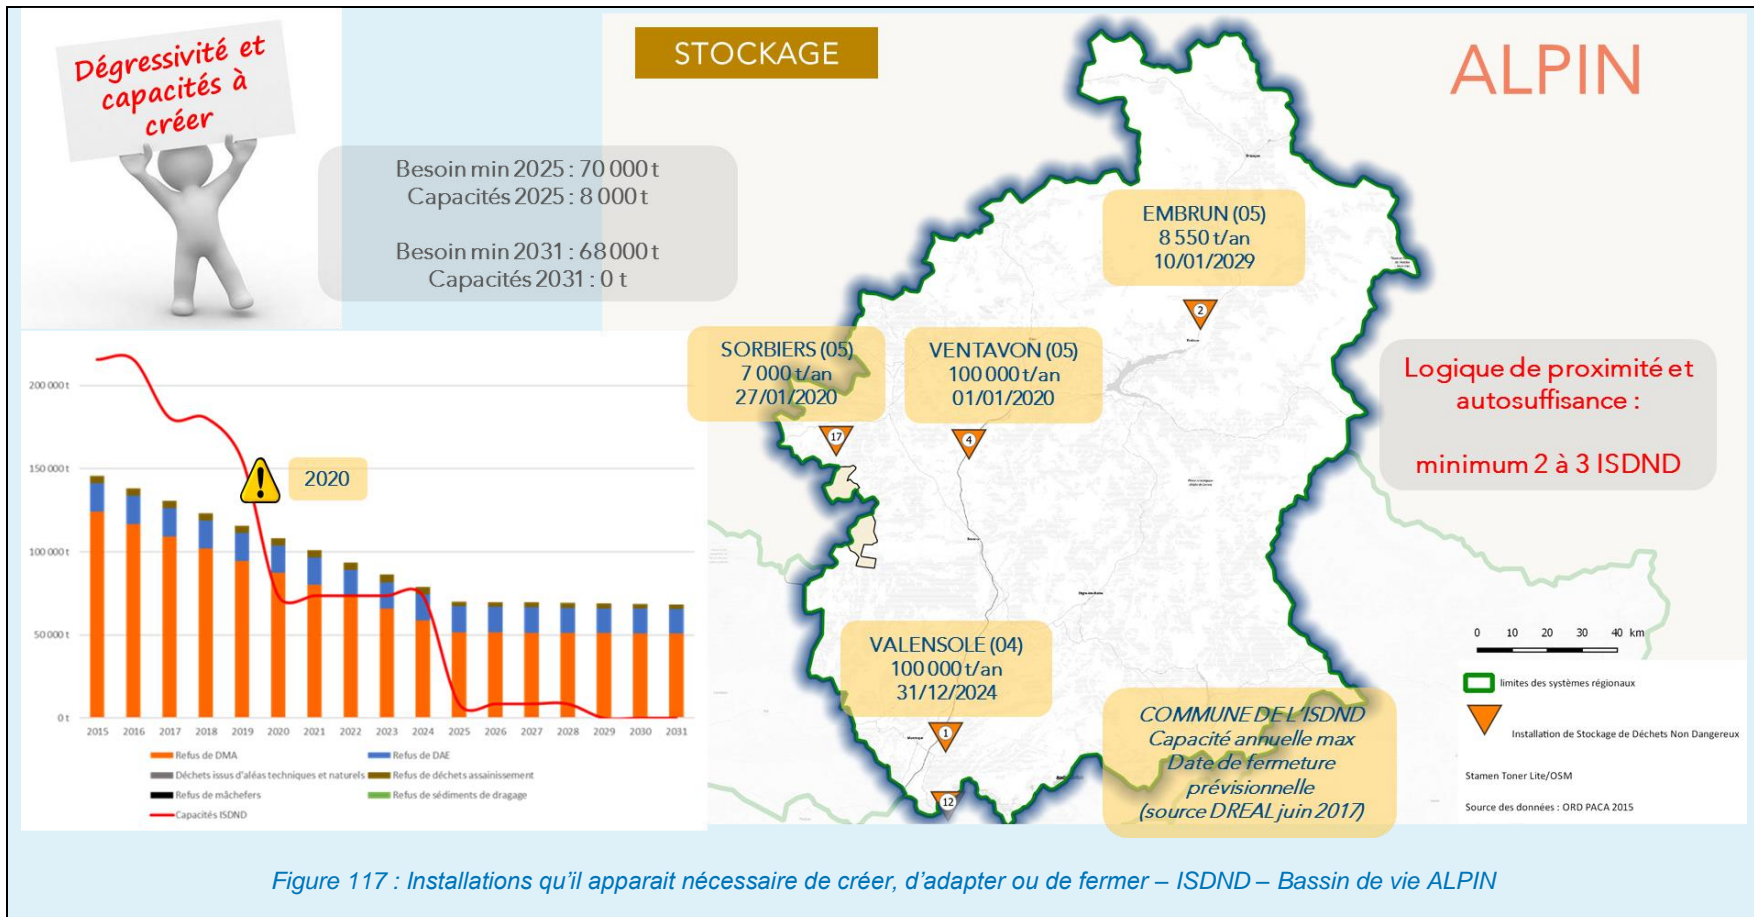 Dégressivité et
capacités à
créer
STOCKAGE
ALPIN
Besoin min 2025 : 70 000 t
Capacités 2025 : 8 000 t
Besoin min 2031 : 68 000 t
Capacités 2031 : 0 t
EMBRUN (05)
8 550 t/an
10/01/2029
2
SORBIERS (05)
7 000 t/an
27/01/2020
17
VENTAVON (05)
100 000 t/an
01/01/2020
4
Logique de proximité et
autosuffisance :
minimum 2 à 3 ISDND
200 000 t
150 000 t
100 000 t
50 000 t
0 t
2020
2015 2016 2017 2018 2019 2020 2021 2022 2023 2024 2025 2026 2027 2028 2029 2030 2031
Refus de DMA
Refus de DAE
Déchets issus d'aléas techniques et naturels
Refus de déchets assainissement
Refus de mâchefers
Refus de sédiments de dragage
Capacités ISDND
VALENSOLE (04)
100 000 t/an
31/12/2024
1
12
COMMUNE DE L'ISDND
Capacité annuelle max
Date de fermeture
prévisionnelle
(source DREAL juin 2017)
0 10 20 30 40 km
limites des systèmes régionaux
Installation de Stockage de Déchets Non Dangereux
Stamen Toner Lite/OSM
Source des données : ORD PACA 2015
Figure 117 : Installations qu'il apparait nécessaire de créer, d'adapter ou de fermer – ISDND – Bassin de vie ALPIN